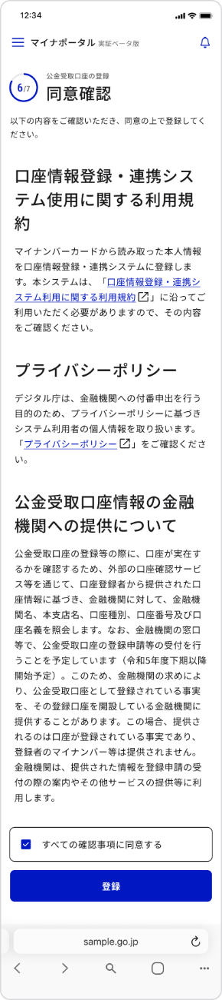 12:34
マイナポータル 実証ベータ版
6/7
公金受取口座の登録
同意確認
以下の内容をご確認いただき、同意の上で登録してく
ださい。
口座情報登録・連携シス
テム使用に関する利用規
約
マイナンバーカードから読み取った本人情報
を口座情報登録・連携システムに登録しま
す。本システムは、「口座情報登録・連携シ
ステム利用に関する利用規約」に沿ってご
利用いただく必要がありますので、その内容
をご確認ください。
プライバシーポリシー
デジタル庁は、金融機関への付番申出を行う
目的のため、プライバシーポリシーに基づき
システム利用者の個人情報を取り扱います。
「プライバシーポリシー」をご確認くださ
い。
公金受取口座情報の金融
機関への提供について
公金受取口座の登録等の際に、口座が実在す
るかを確認するため、外部の口座確認サービ
ス等を通じて、口座登録者から提供された口
座情報に基づき、金融機関に対して、金融機
関名、本支店名、口座種別、口座番号及び口
座名義を照会します。なお、金融機関の窓口
等で、公金受取口座の登録申請等の受付を行
うことを予定しています（令和5年度下期以降
開始予定）。このため、金融機関の求めによ
り、公金受取口座として登録されている事実
を、その登録口座を開設している金融機関に
提供することがあります。この場合、提供さ
れるのは口座が登録されている事実であり、
登録者のマイナンバー等は提供されません。
金融機関は、提供された情報を登録申請の受
付の際の案内やその他サービスの提供等に利
用します。
すべての確認事項に同意する
登録
sample.go.jp